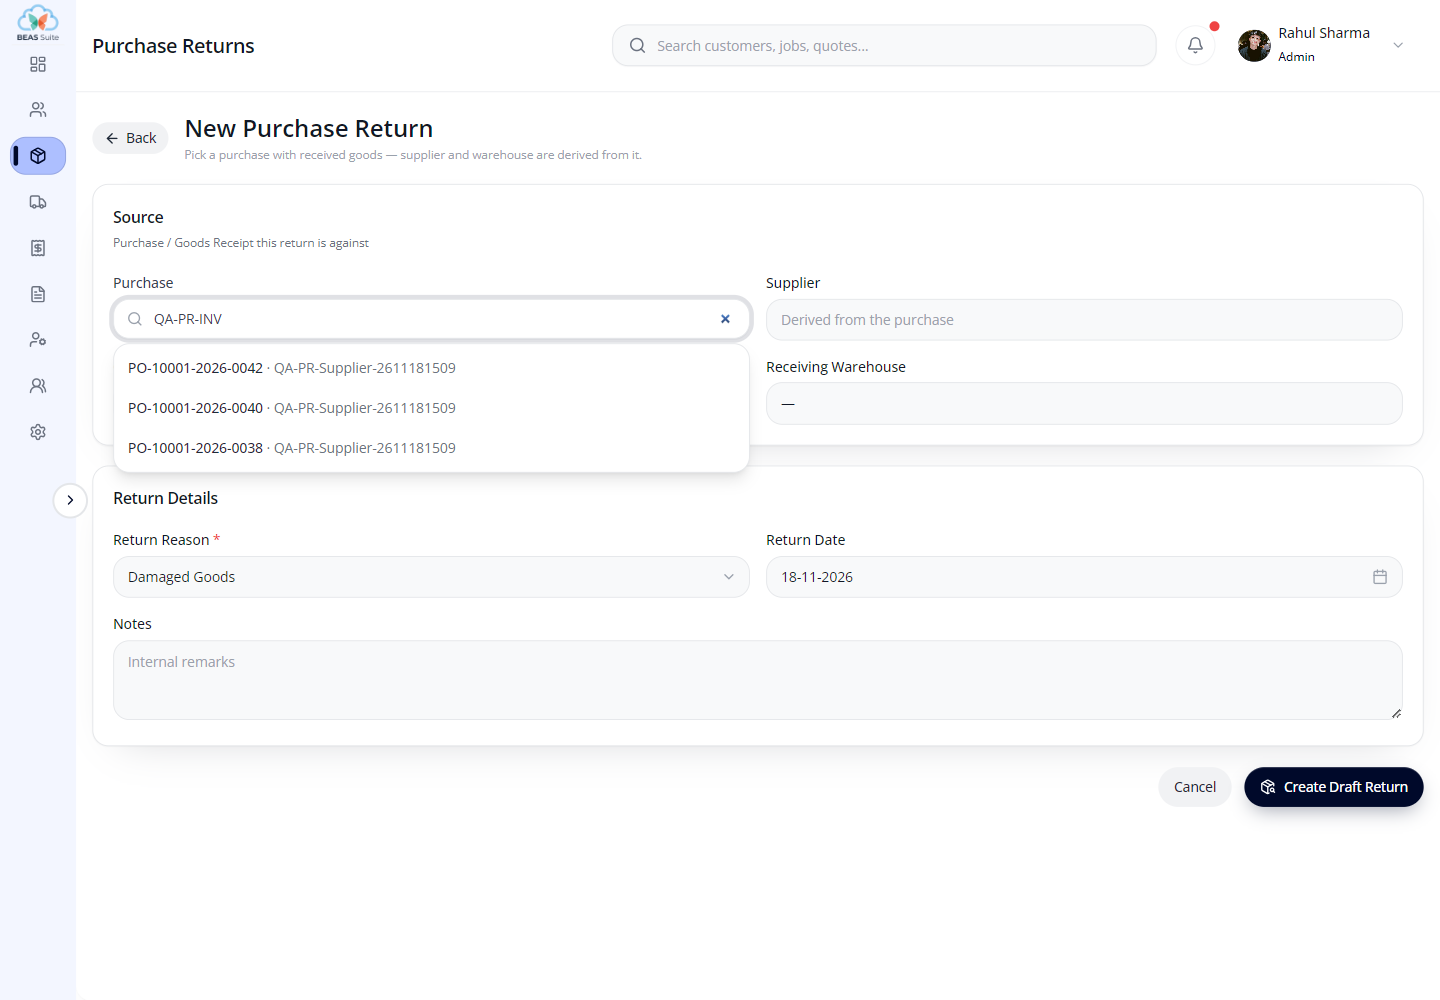 BEAS Suite
Purchase Returns
Search customers, jobs, quotes...
Rahul Sharma
Admin
Back
New Purchase Return
Pick a purchase with received goods — supplier and warehouse are derived from it.
Source
Purchase / Goods Receipt this return is against
Purchase
Supplier
QA-PR-INV
Derived from the purchase
PO-10001-2026-0042 · QA-PR-Supplier-2611181509
PO-10001-2026-0040 · QA-PR-Supplier-2611181509
PO-10001-2026-0038 · QA-PR-Supplier-2611181509
Receiving Warehouse
—
Return Details
Return Reason *
Return Date
Damaged Goods
18-11-2026
Notes
Internal remarks
Cancel
Create Draft Return